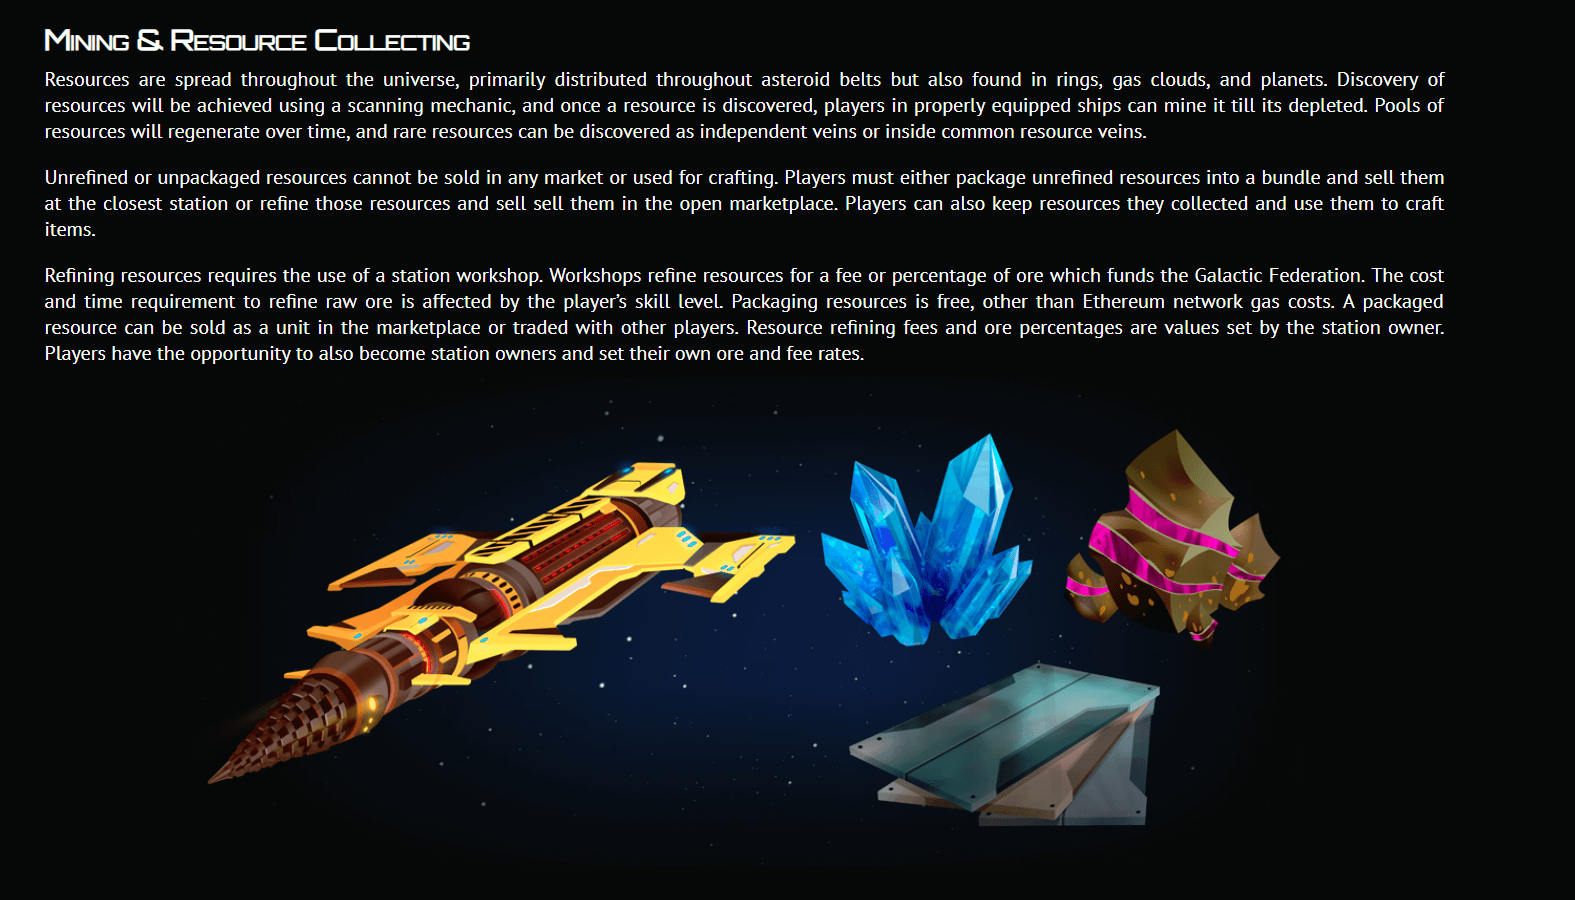 Mining & Resource Collecting
Resources are spread throughout the universe, primarily distributed throughout asteroid belts but also found in rings, gas clouds, and planets. Discovery of
resources will be achieved using a scanning mechanic, and once a resource is discovered, players in properly equipped ships can mine it till its depleted. Pools of
resources will regenerate over time, and rare resources can be discovered as independent veins or inside common resource veins.
Unrefined or unpackaged resources cannot be sold in any market or used for crafting. Players must either package unrefined resources into a bundle and sell them
at the closest station or refine those resources and sell sell them in the open marketplace. Players can also keep resources they collected and use them to craft
items.
Refining resources requires the use of a station workshop. Workshops refine resources for a fee or percentage of ore which funds the Galactic Federation. The cost
and time requirement to refine raw ore is affected by the player’s skill level. Packaging resources is free, other than Ethereum network gas costs. A packaged
resource can be sold as a unit in the marketplace or traded with other players. Resource refining fees and ore percentages are values set by the station owner.
Players have the opportunity to also become station owners and set their own ore and fee rates.